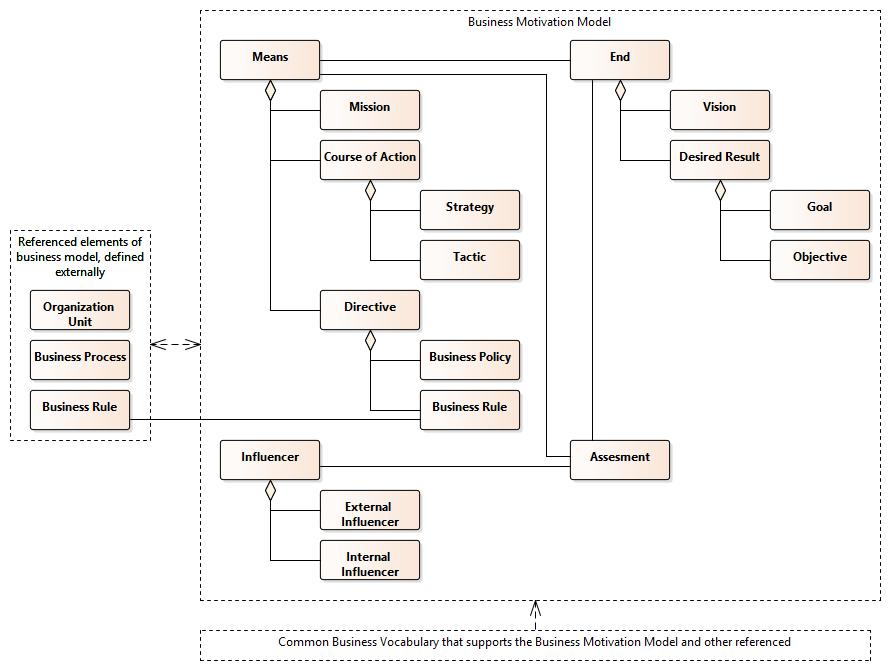 Business Motivation Model
Means
End
Mission
Vision
Course of Action
Desired Result
Strategy
Goal
Tactic
Objective
Referenced elements of
business model, defined
externally
Organization
Unit
Directive
Business Process
Business Policy
Business Rule
Business Rule
Influencer
Assesment
External
Influencer
Internal
Influencer
Common Business Vocabulary that supports the Business Motivation Model and other referenced